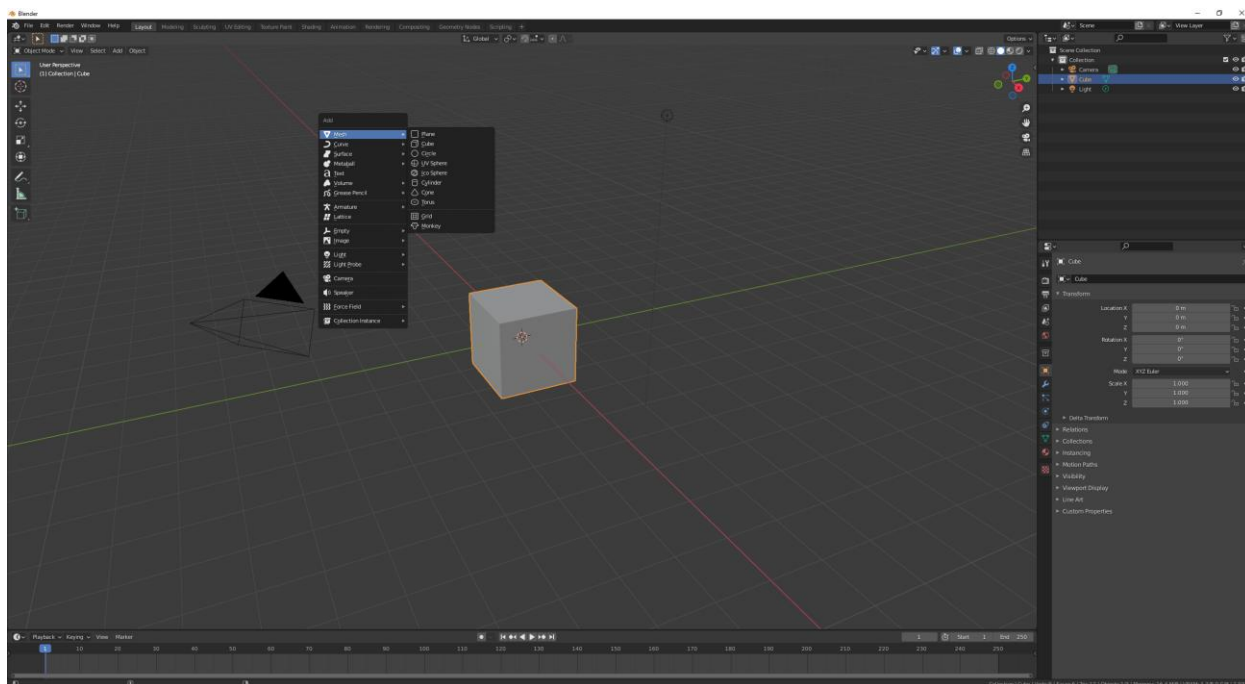 Blender
File Edit Render Window Help Layout Modeling Sculpting UV Editing Texture Paint Shading Animation Rendering Compositing Geometry Nodes Scripting + Scene View Layer
Global Options
Object Mode View Select Add Object
User Perspective
(1) Collection | Cube
Scene Collection
Collection
Camera
Cube
Light
Add
Mesh
Curve
Surface
Metaball
Text
Volume
Grease Pencil
Armature
Lattice
Empty
Image
Light
Light Probe
Camera
Speaker
Force Field
Collection Instance
Plane
Cube
Circle
UV Sphere
Ico Sphere
Cylinder
Cone
Torus
Grid
Monkey
Z
Y
Cube
Cube
Transform
Location X 0 m
Y 0 m
Z 0 m
Rotation X 0°
Y 0°
Z 0°
Mode XYZ Euler
Scale X 1.000
Y 1.000
Z 1.000
Delta Transform
Relations
Collections
Instancing
Motion Paths
Visibility
Viewport Display
Line Art
Custom Properties
Playback Keying View Marker 1 Start 1 End 250
1 10 20 30 40 50 60 70 80 90 100 110 120 130 140 150 160 170 180 190 200 210 220 230 240 250